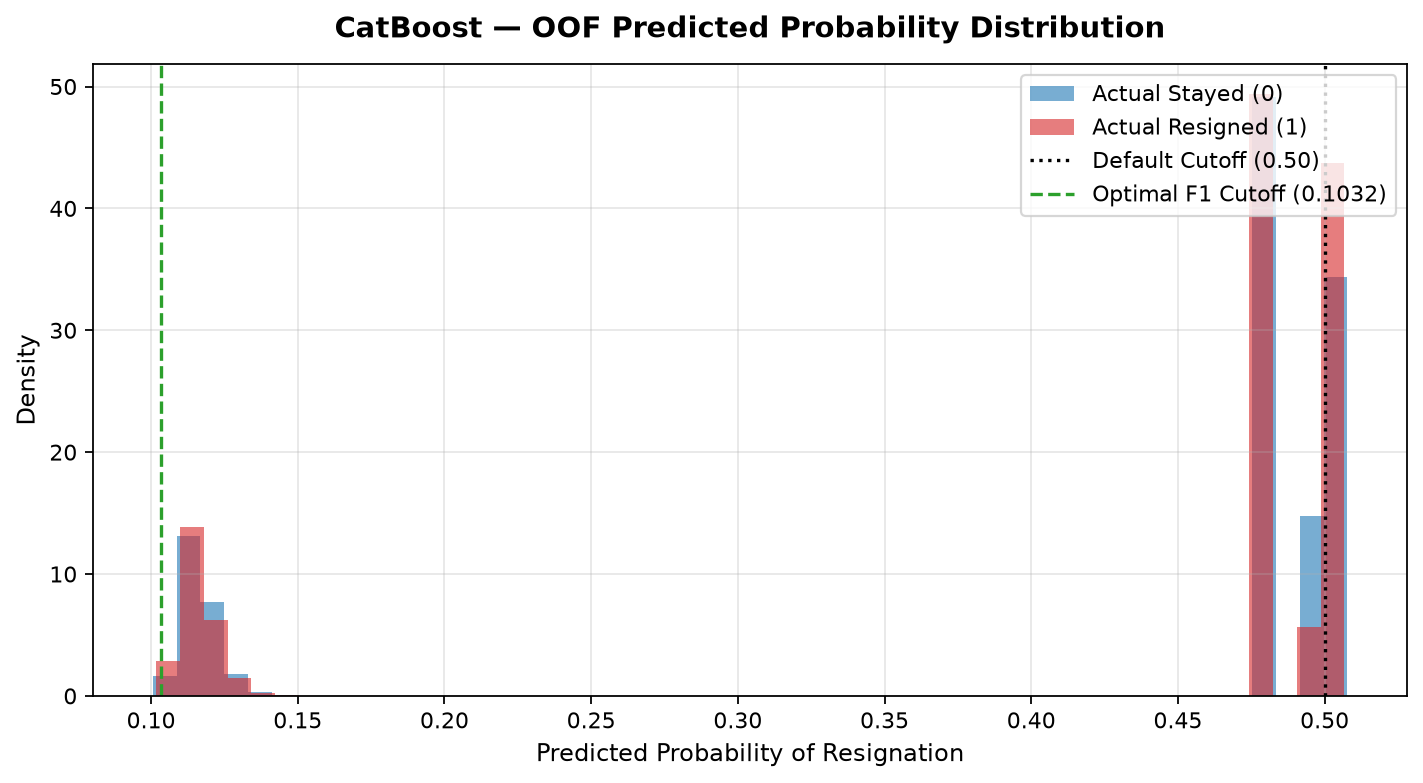 CatBoost — OOF Predicted Probability Distribution
Actual Stayed (0)
Actual Resigned (1)
Default Cutoff (0.50)
Optimal F1 Cutoff (0.1032)
Density
50
40
30
20
10
0
0.10 0.15 0.20 0.25 0.30 0.35 0.40 0.45 0.50
Predicted Probability of Resignation